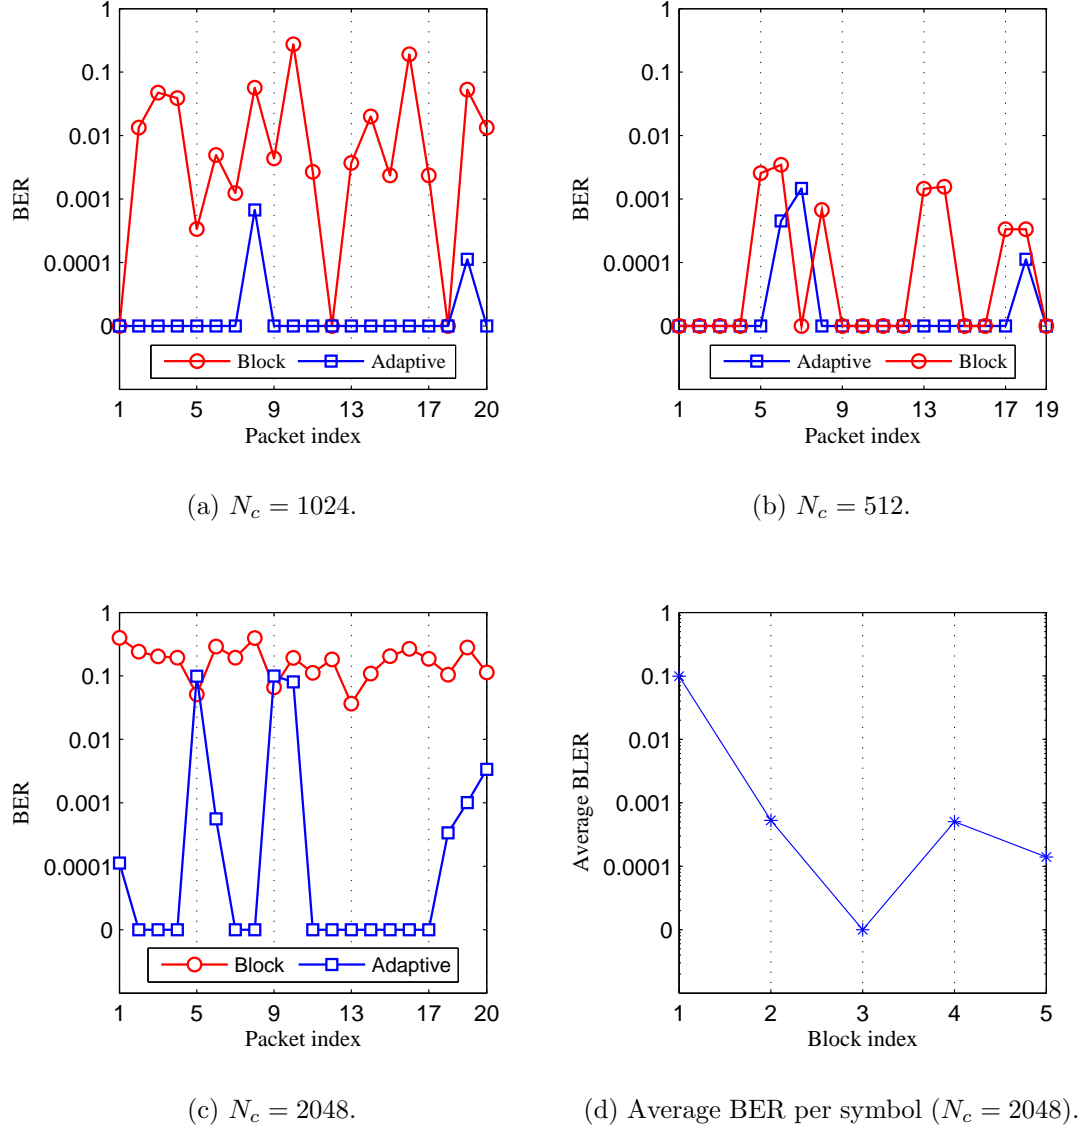 1
0.1
0.01
0.001
0.0001
0
BER
Block
Adaptive
1 5 9 13 17 20
Packet index
(a) N_c = 1024.
1
0.1
0.01
0.001
0.0001
0
BER
Adaptive
Block
1 5 9 13 17 19
Packet index
(b) N_c = 512.
1
0.1
0.01
0.001
0.0001
0
BER
Block
Adaptive
1 5 9 13 17 20
Packet index
(c) N_c = 2048.
1
0.1
0.01
0.001
0.0001
0
Average BLER
1 2 3 4 5
Block index
(d) Average BER per symbol (N_c = 2048).